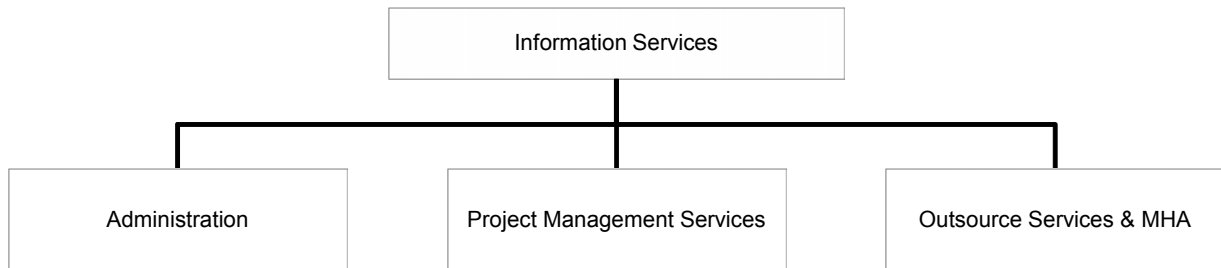 Information Services
Administration
Project Management Services
Outsource Services & MHA